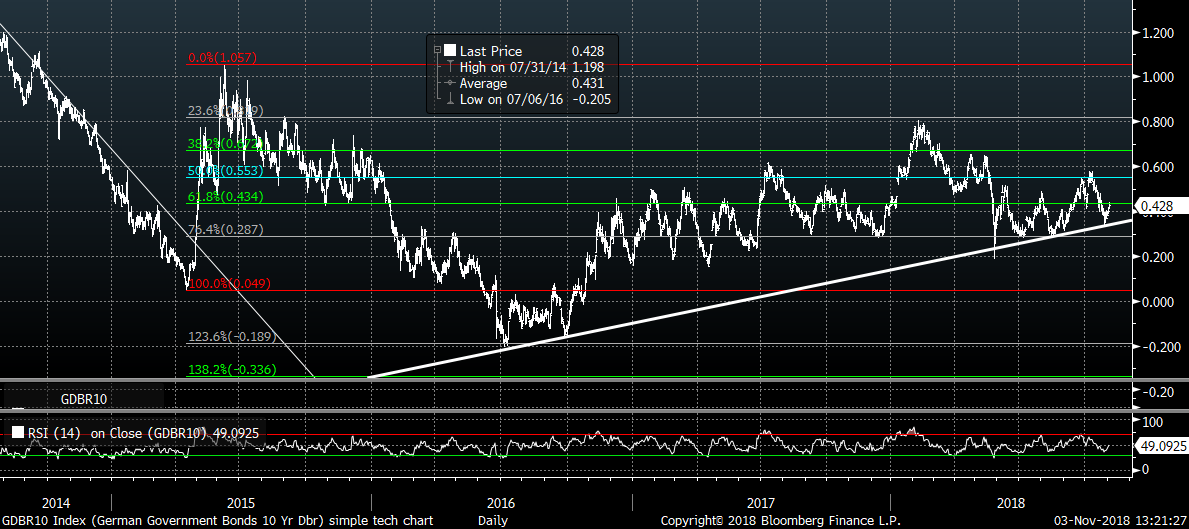 1.200
1.000
0.800
0.600
0.428
0.200
0.000
-0.200
Last Price 0.428
High on 07/31/14 1.198
Average 0.431
Low on 07/06/16 -0.205
0.0%(1.057)
23.6%
50.0%(0.553)
61.8%(0.434)
75.4%(0.287)
100.0%(0.049)
123.6%(-0.189)
138.2%(-0.336)
GDBR10
-0.20
RSI (14) on Close (GDBR10) 49.0925
100
49.0925
0
2014 2015 2016 2017 2018
GDBR10 Index (German Government Bonds 10 Yr Dbr) simple tech chart Daily Copyright© 2018 Bloomberg Finance L.P. 03-Nov-2018 13:21:27